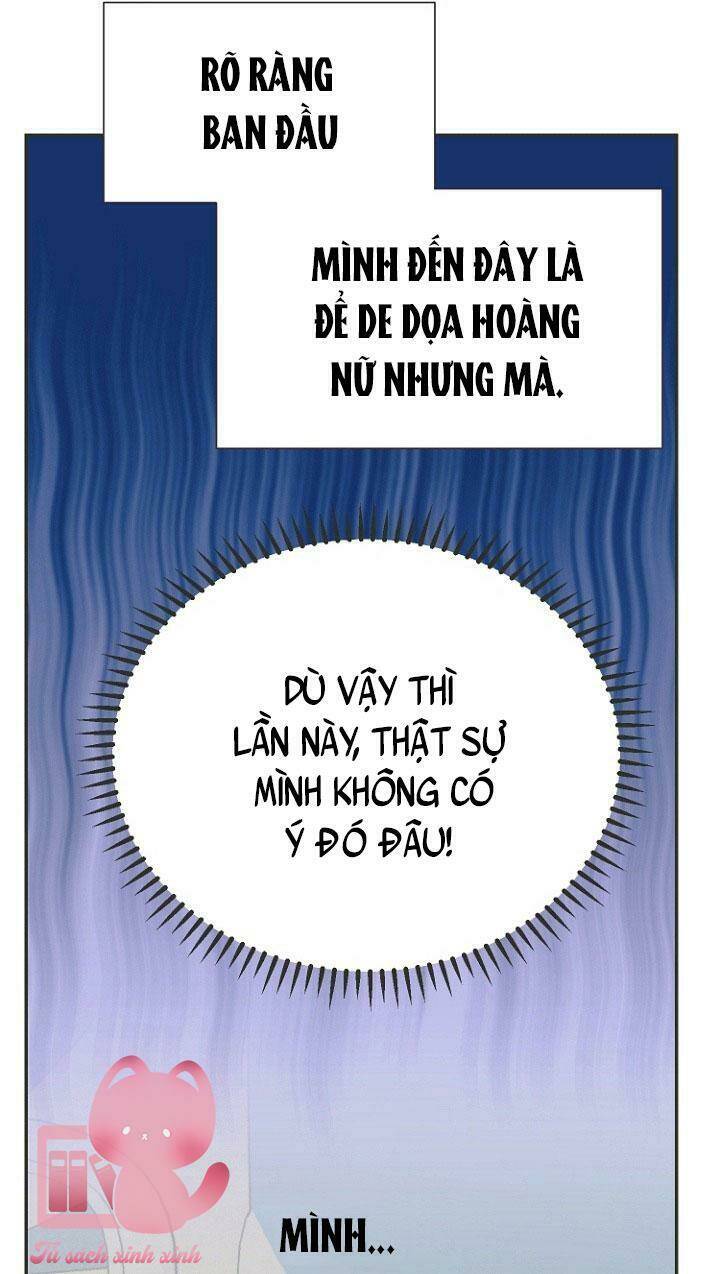 RÕ RÀNG
BAN ĐẦU
MÌNH ĐẾN ĐÂY LÀ
ĐỂ DE DỌA HOÀNG
NỮ NHƯNG MÀ.
DÙ VẬY THÌ
LẦN NÀY, THẬT SỰ
MÌNH KHÔNG CÓ
Ý ĐÓ ĐÂU!
MÌNH...
Tủ sách xinh xinh